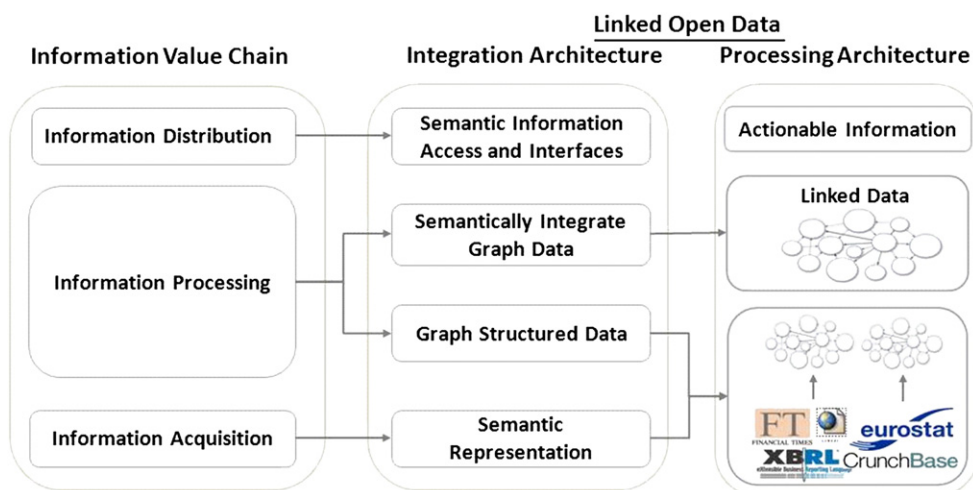 Linked Open Data
Information Value Chain
Integration Architecture
Processing Architecture
Information Distribution
Information Processing
Information Acquisition
Semantic Information
Access and Interfaces
Semantically Integrate
Graph Data
Graph Structured Data
Semantic
Representation
Actionable Information
Linked Data
FT
FINANCIAL TIMES
eurostat
XBRL
eXtensible Business Reporting Language
CrunchBase